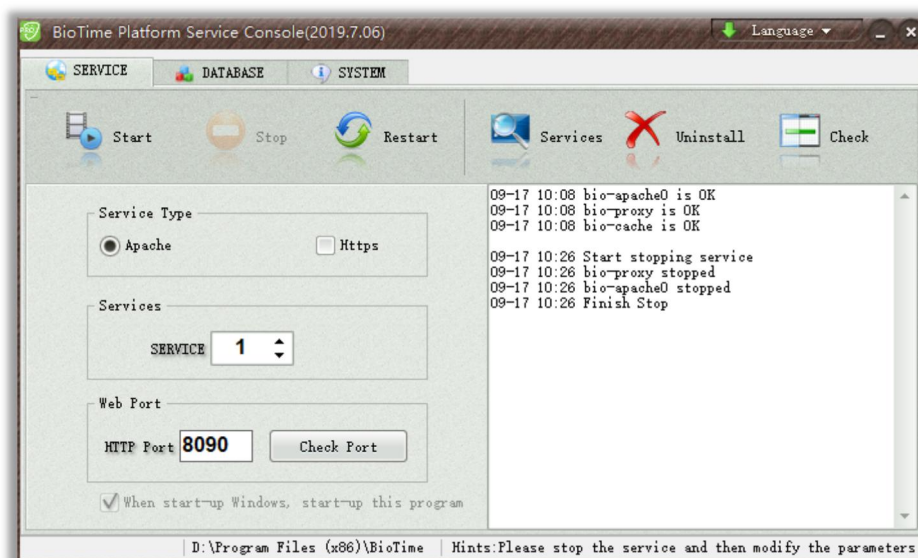 BioTime Platform Service Console(2019.7.06)
Language
SERVICE
DATABASE
SYSTEM
Start
Stop
Restart
Services
Uninstall
Check
Service Type
Apache
Https
Services
SERVICE 1
Web Port
HTTP Port 8090
Check Port
When start-up Windows, start-up this program
09-17 10:08 bio-apache0 is OK
09-17 10:08 bio-proxy is OK
09-17 10:08 bio-cache is OK
09-17 10:26 Start stopping service
09-17 10:26 bio-proxy stopped
09-17 10:26 bio-apache0 stopped
09-17 10:26 Finish Stop
D:\Program Files (x86)\BioTime
Hints:Please stop the service and then modify the parameters